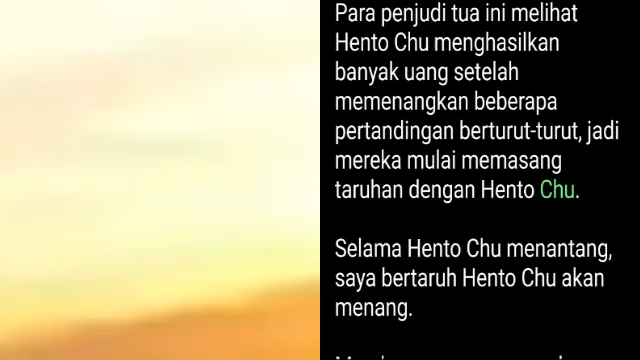 Para penjudi tua ini melihat
Hento Chu menghasilkan
banyak uang setelah
memenangkan beberapa
pertandingan berturut-turut, jadi
mereka mulai memasang
taruhan dengan Hento Chu.
Selama Hento Chu menantang,
saya bertaruh Hento Chu akan
menang.